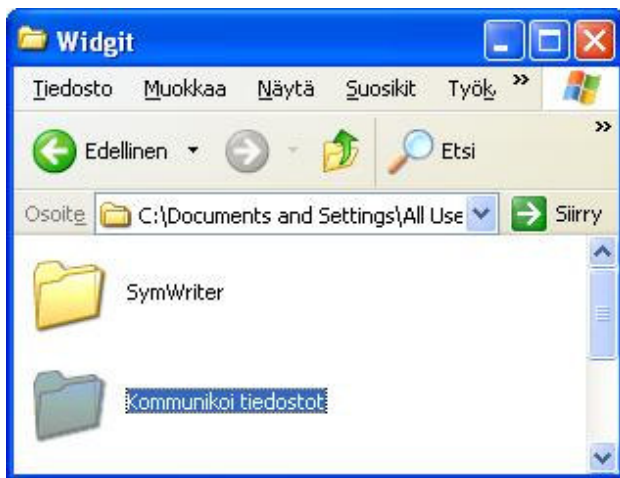 Widgit
Tiedosto Muokkaa Näytä Suosikit Työk »
Edellinen Etsi »
Osoite C:\Documents and Settings\All Use Siirry
SymWriter
Kommunikoi tiedostot